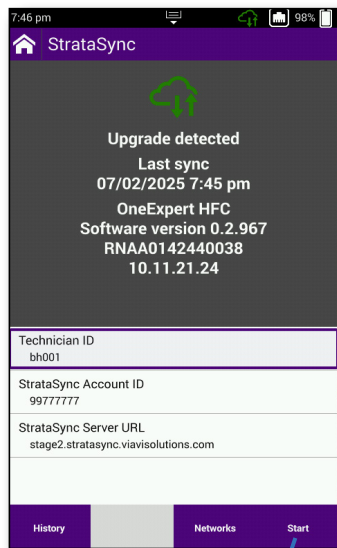 7:46 pm 98%
StrataSync
Upgrade detected
Last sync
07/02/2025 7:45 pm
OneExpert HFC
Software version 0.2.967
RNAA0142440038
10.11.21.24
Technician ID
bh001
StrataSync Account ID
99777777
StrataSync Server URL
stage2.stratasync.viavisolutions.com
History Networks Start